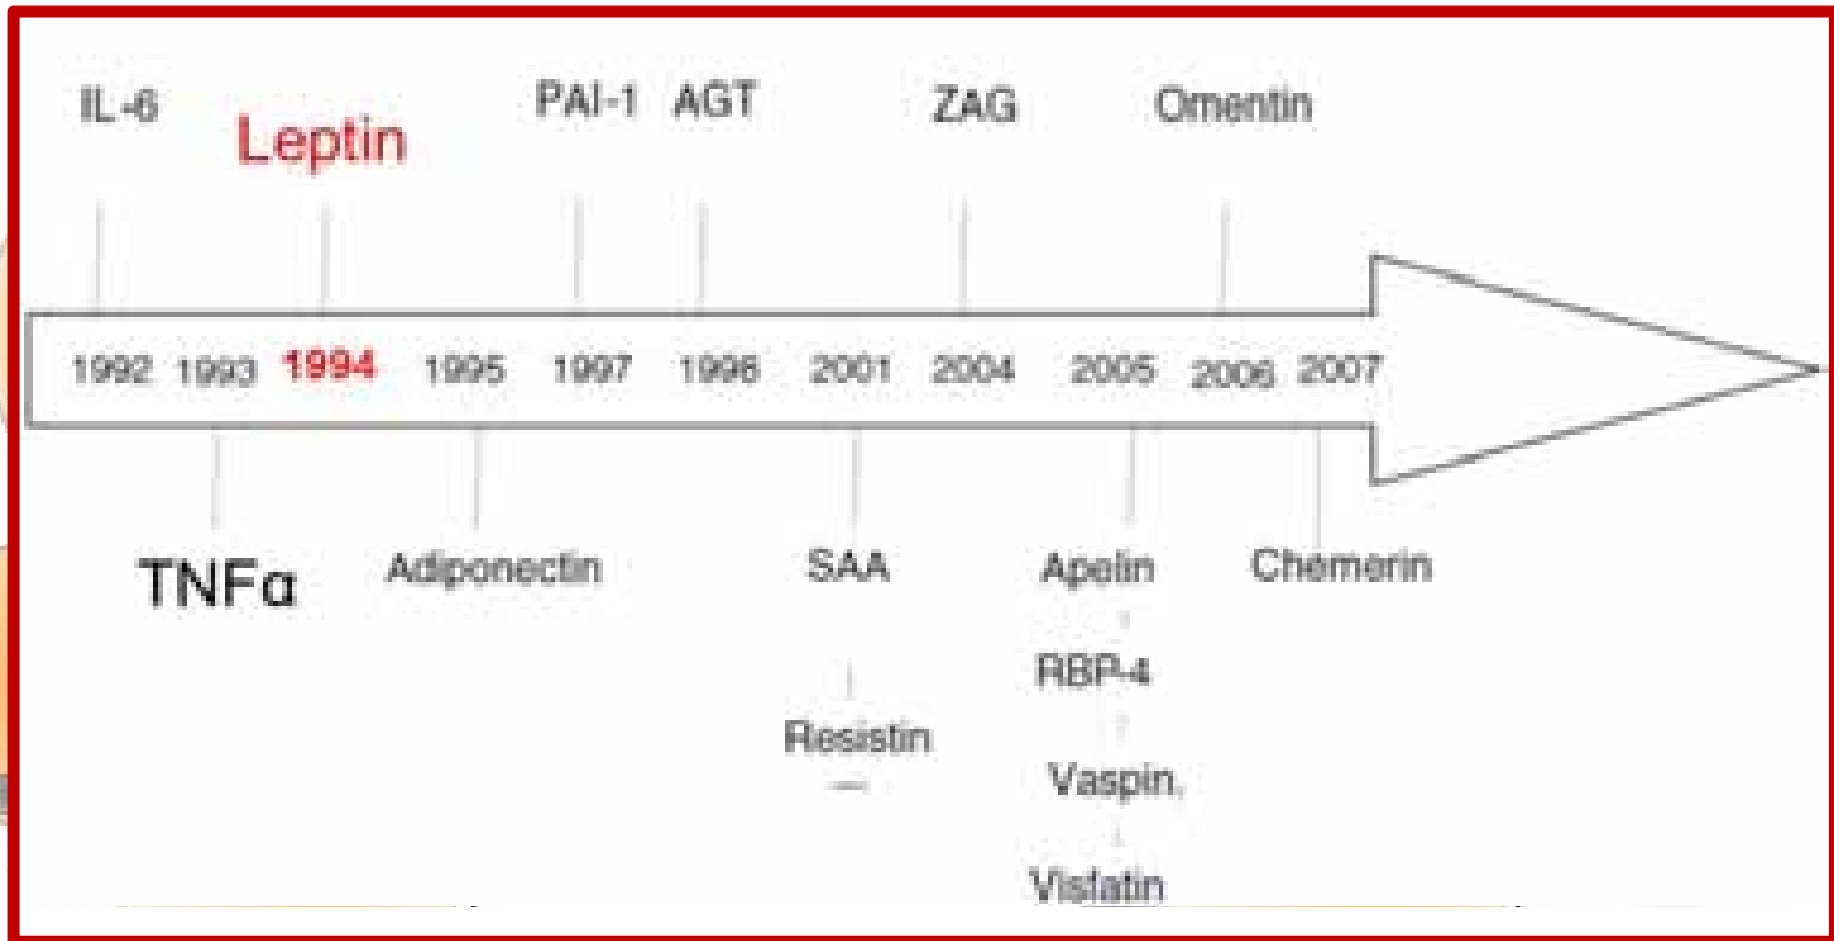 IL-6
Leptin
PAI-1 AGT ZAG Omentin
1992 1993 1994 1995 1997 1998 2001 2004 2005 2006 2007
TNFα Adiponectin SAA Apelin Chemerin
RBP-4
Resistin
Vaspin.
Visfatin